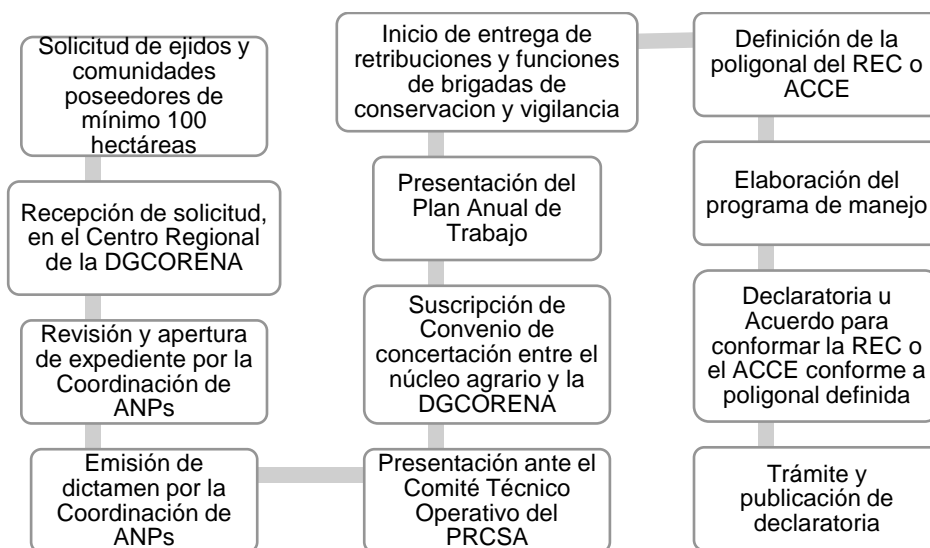 Solicitud de ejidos y
comunidades
poseedores de
mínimo 100
hectáreas
Recepción de solicitud,
en el Centro Regional
de la DGCORENA
Revisión y apertura
de expediente por la
Coordinación de
ANPs
Emisión de
dictamen por la
Coordinación de
ANPs
Presentación ante el
Comité Técnico
Operativo del
PRCSA
Suscripción de
Convenio de
concertación entre el
núcleo agrario y la
DGCORENA
Presentación del
Plan Anual de
Trabajo
Inicio de entrega de
retribuciones y funciones
de brigadas de
conservacion y vigilancia
Definición de la
poligonal del REC o
ACCE
Elaboración del
programa de manejo
Declaratoria u
Acuerdo para
conformar la REC o
el ACCE conforme a
poligonal definida
Trámite y
publicación de
declaratoria